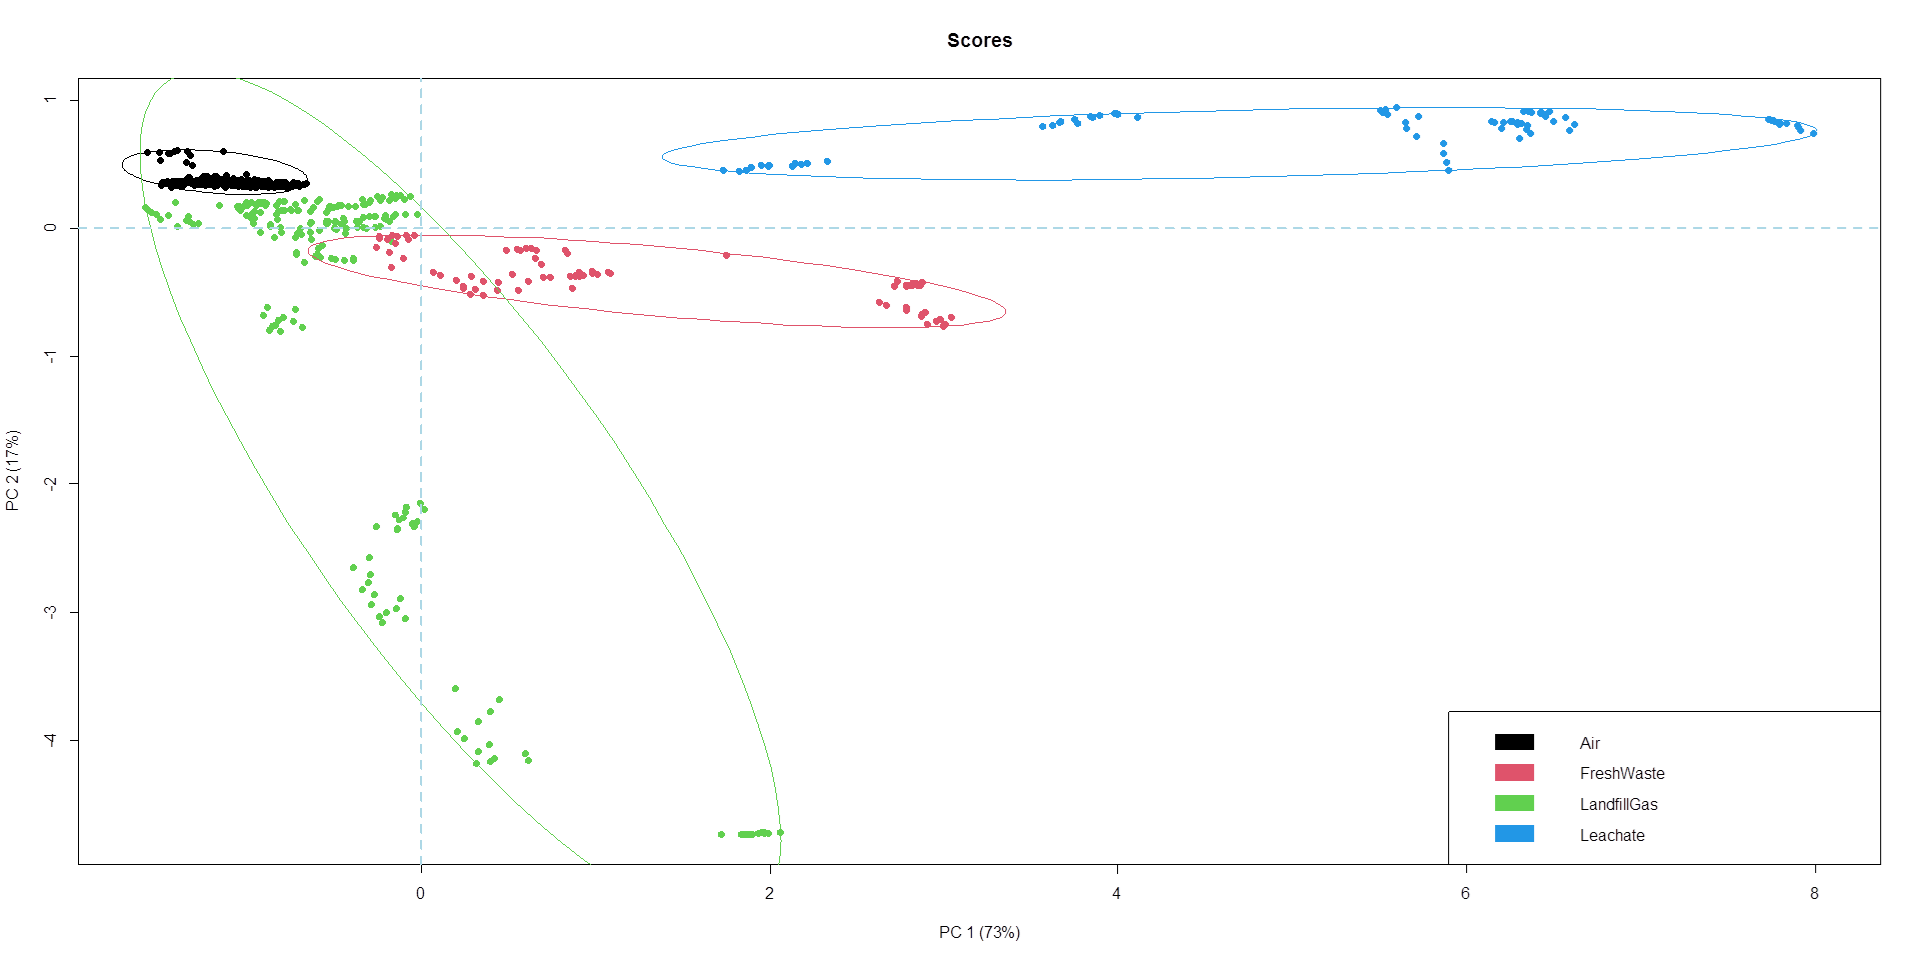 Scores
1
0
-1
-2
-3
-4
PC 2 (17%)
0
2
4
6
8
PC 1 (73%)
Air
FreshWaste
LandfillGas
Leachate